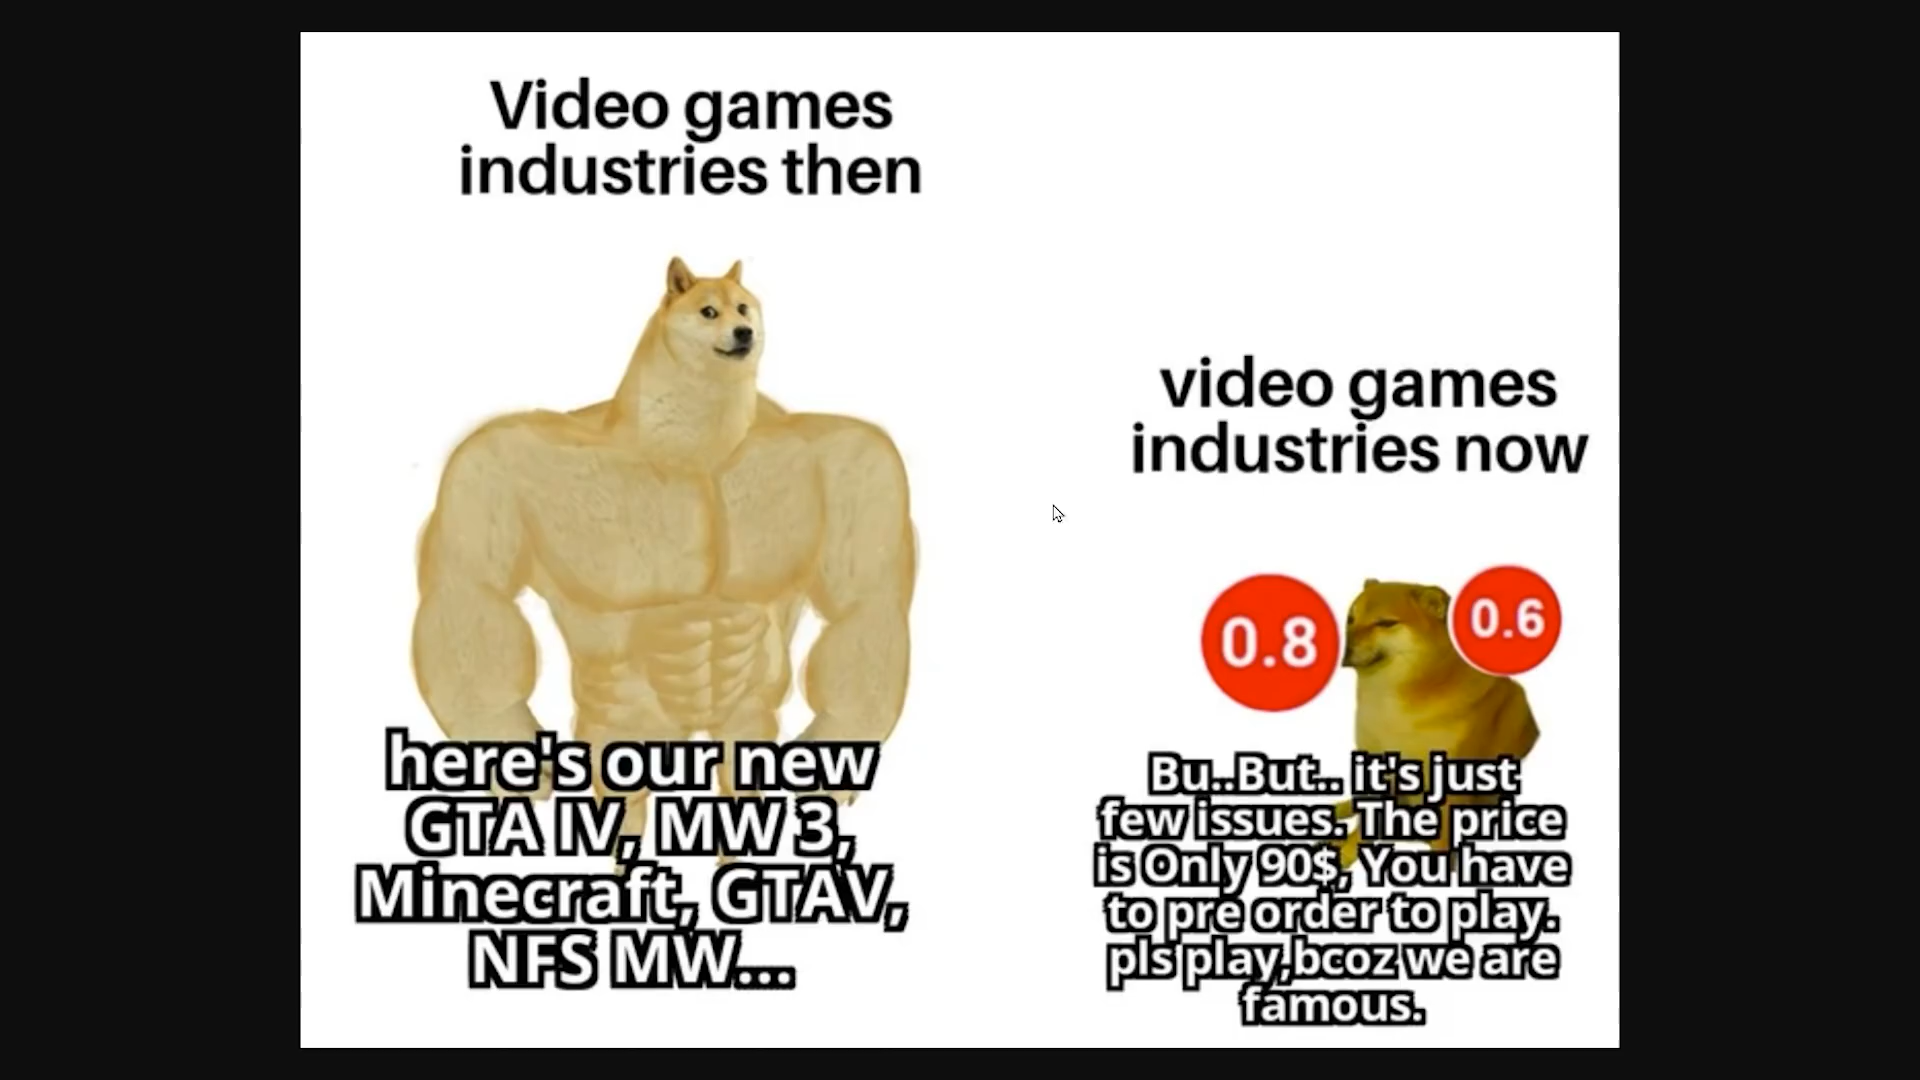 Video games
industries then
video games
industries now
0.8
0.6
here's our new
GTA IV, MW 3,
Minecraft, GTAV,
NFS MW...
Bu..But.. it's just
few issues. The price
is Only 90$, You have
to pre order to play.
pls play,bcoz we are
famous.